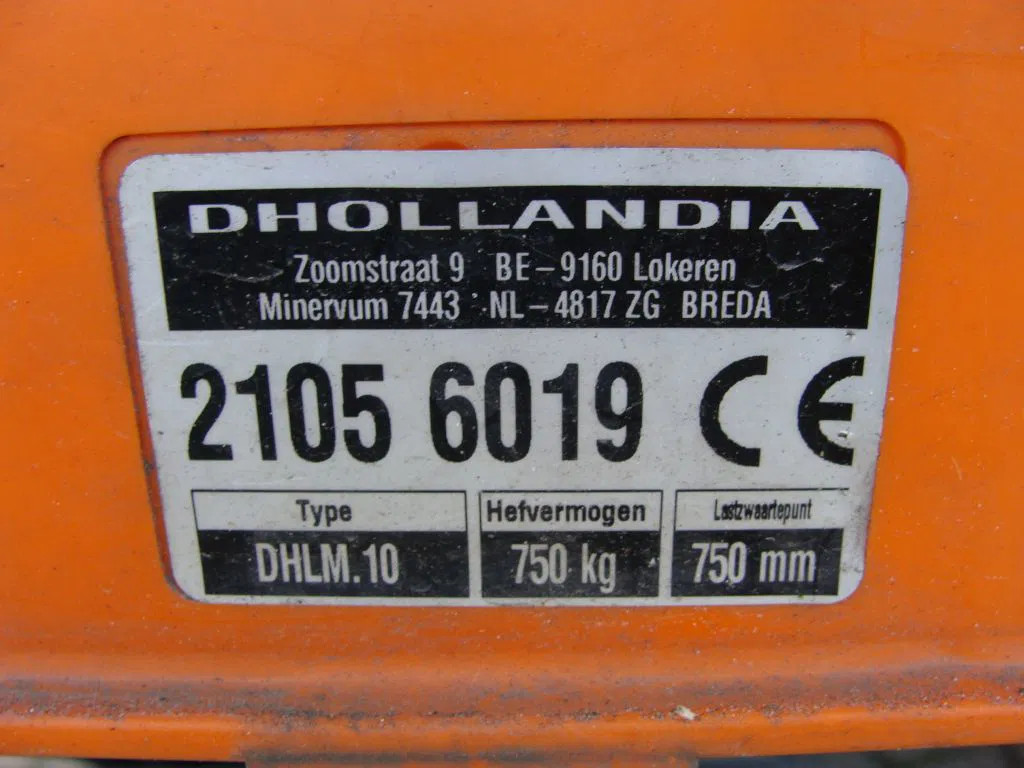 DHOLLANDIA
Zoomstraat 9 BE-9160 Lokeren
Minervum 7443 NL-4817 ZG BREDA
2105 6019 CE
Type Hefvermogen Lastzwaartepunt
DHLM.10 750 kg 750 mm